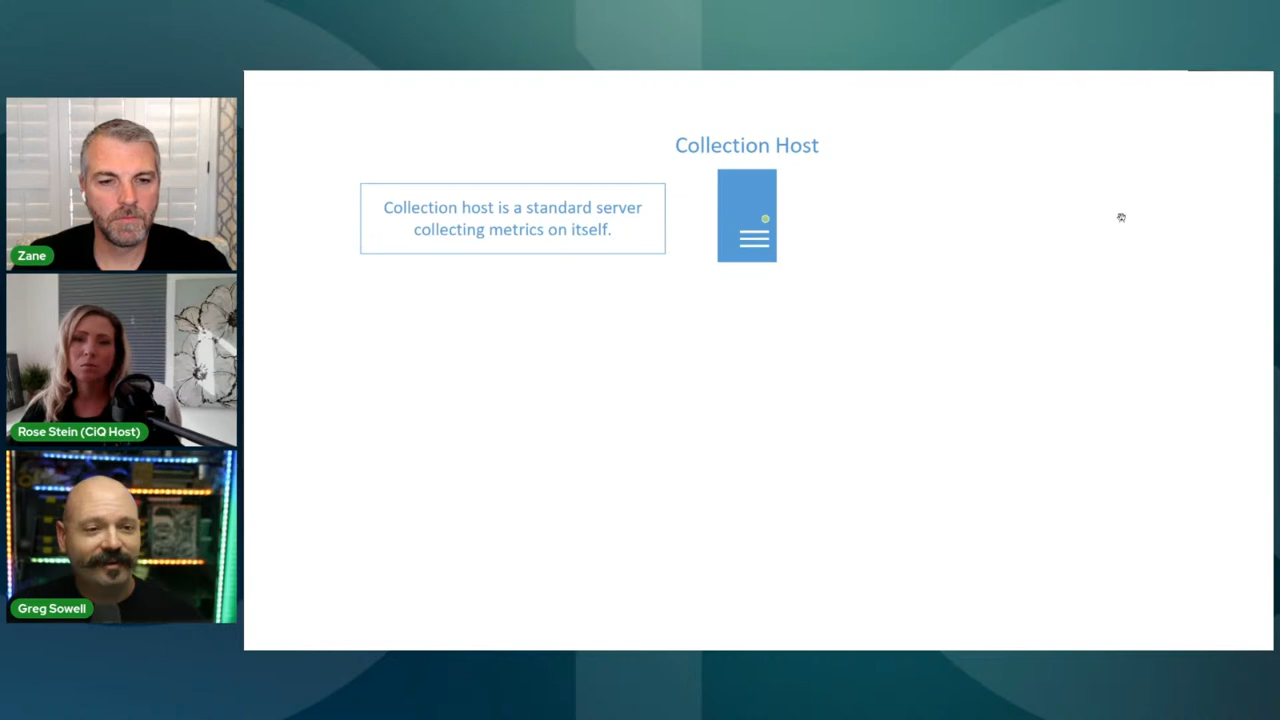 Collection Host
Collection host is a standard server
collecting metrics on itself.
Zane
Rose Stein (CiQ Host)
Greg Sowell